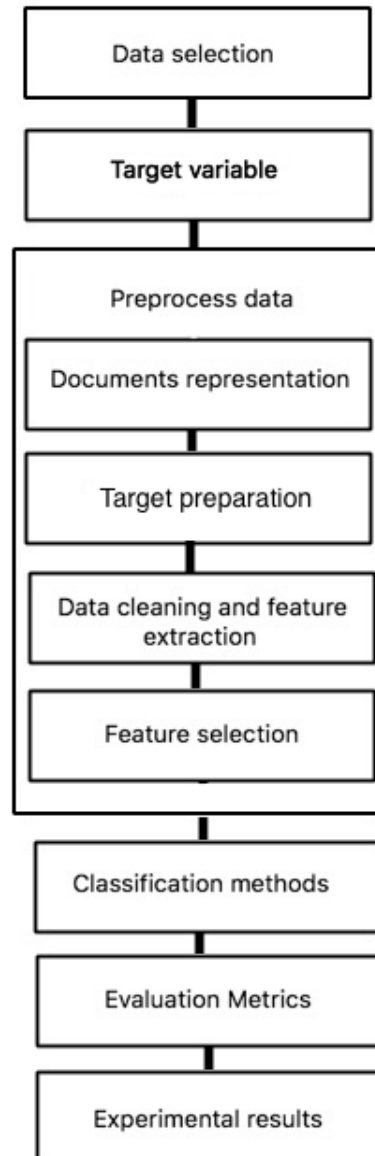 Data selection
Target variable
Preprocess data
Documents representation
Target preparation
Data cleaning and feature
extraction
Feature selection
Classification methods
Evaluation Metrics
Experimental results